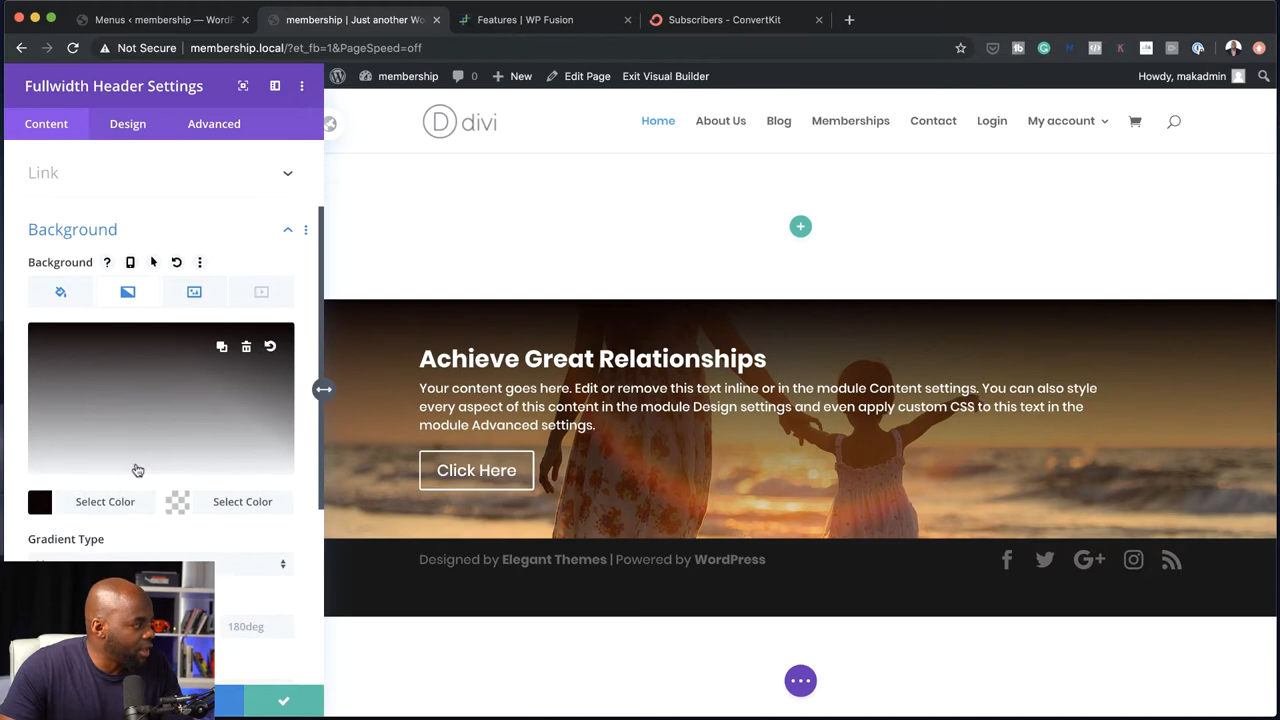 Menus ‹ membership — WordP
membership | Just another Wo
Features | WP Fusion
Subscribers - ConvertKit
Not Secure
membership.local/?et_fb=1&PageSpeed=off
membership
0
New
Edit Page
Exit Visual Builder
Howdy, makadmin
Fullwidth Header Settings
Content
Design
Advanced
Link
Background
Background
Select Color
Select Color
Gradient Type
180deg
D divi
Home
About Us
Blog
Memberships
Contact
Login
My account
Achieve Great Relationships
Your content goes here. Edit or remove this text inline or in the module Content settings. You can also style
every aspect of this content in the module Design settings and even apply custom CSS to this text in the
module Advanced settings.
Click Here
Designed by Elegant Themes | Powered by WordPress